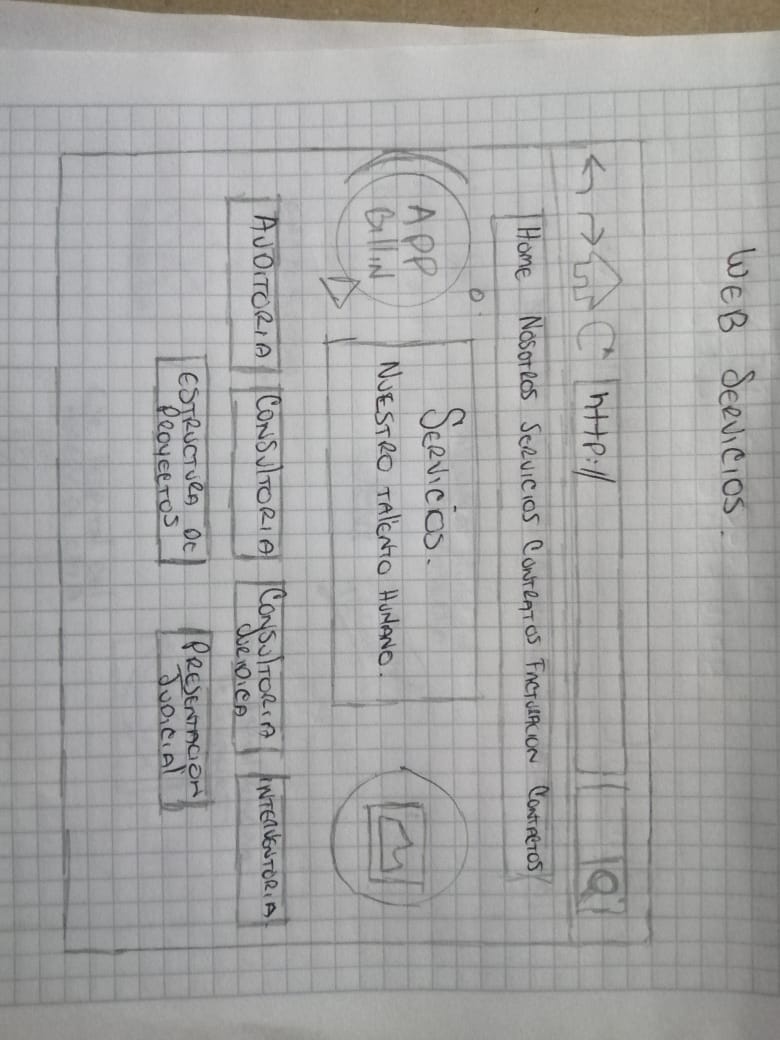 WEB SERVICIOS.
http://
HOME NOSOTROS SERVICIOS CONTRATOS FACTURACION CONTACTOS
APP
BillIN
SERVICIOS.
NUESTRO TALENTO HUMANO.
AUDITORIA
CONSULTORIA
CONSULTORIA
JURIDICA
INTERVENTORIA.
ESTRUCTURA DE
PROYECTOS
PRESENTACION
JUDICIAL